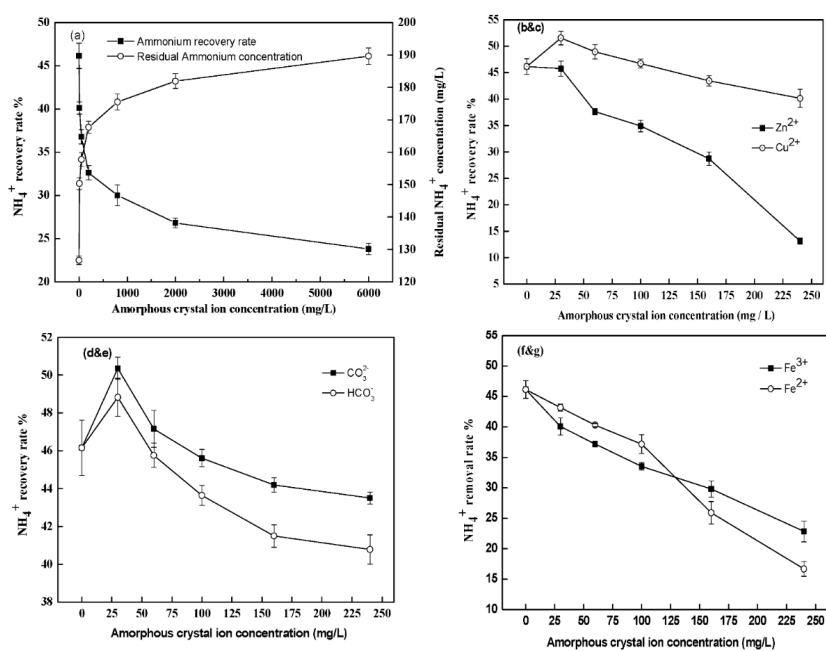 (a)
Ammonium recovery rate
Residual Ammonium concentration
50
45
40
35
30
25
20
NH4+ recovery rate %
200
190
180
170
160
150
140
130
120
Residual NH4+ concentation (mg/L)
0 1000 2000 3000 4000 5000 6000
Amorphous crystal ion concentration (mg/L)
(b&c)
Zn2+
Cu2+
55
50
45
40
35
30
25
20
15
10
5
NH4+ recovery rate %
0 25 50 75 100 125 150 175 200 225 250
Amorphous crystal ion concentration (mg / L)
(d&e)
CO32-
HCO3-
52
50
48
46
44
42
40
38
NH4+ recovery rate %
0 25 50 75 100 125 150 175 200 225 250
Amorphous crystal ion concentration (mg/L)
(f&g)
Fe3+
Fe2+
55
50
45
40
35
30
25
20
15
10
NH4+ removal rate %
0 25 50 75 100 125 150 175 200 225 250
Amorphous crystal ion concentration (mg/L)